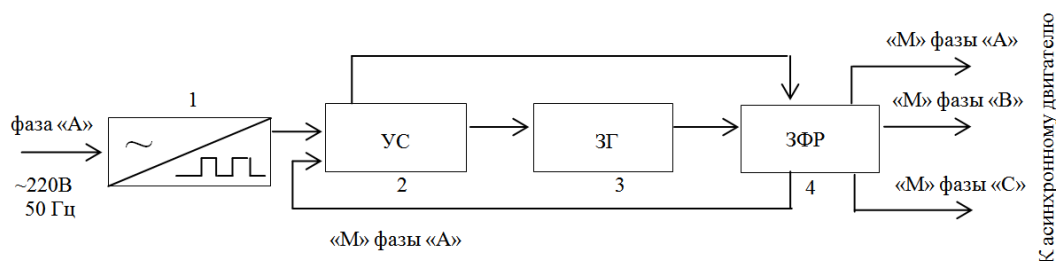 «М» фазы «А»
1
фаза «А»
~
УС
ЗГ
ЗФР
«М» фазы «В»
~220В
50 Гц
2
3
4
«М» фазы «С»
«М» фазы «А»
К асинхронному двигателю